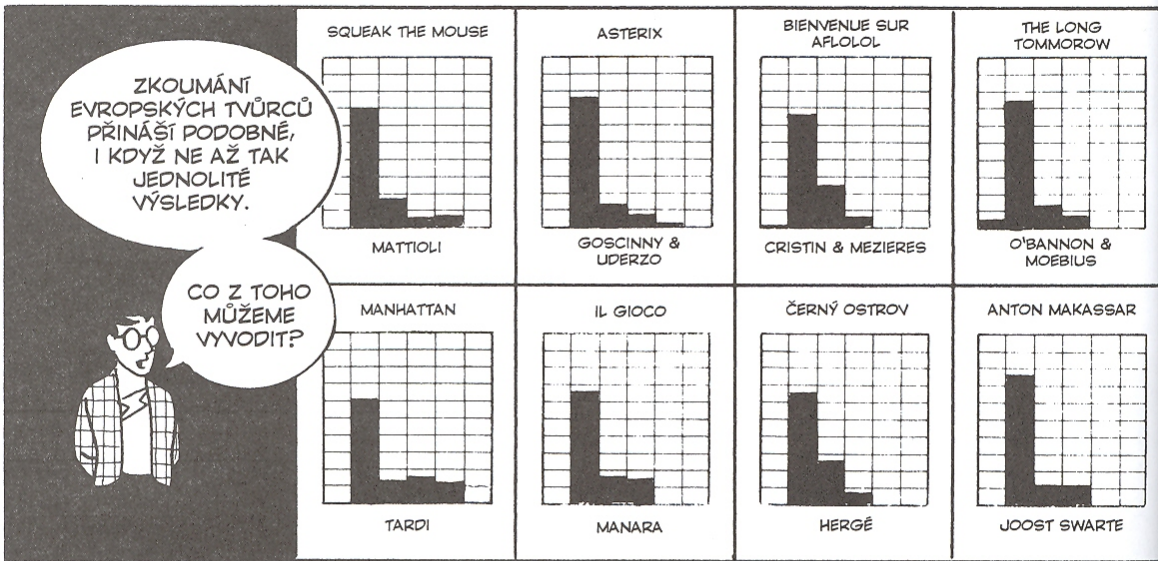 ZKOUMÁNÍ
EVROPSKÝCH TVŮRCŮ
PŘINÁŠÍ PODOBNÉ,
I KDYŽ NE AŽ TAK
JEDNOLITÉ
VÝSLEDKY.
CO Z TOHO
MŮŽEME
VYVODIT?
SQUEAK THE MOUSE
MATTIOLI
ASTERIX
GOSCINNY &
UDERZO
BIENVENUE SUR
AFLOLOL
CRISTIN & MEZIERES
THE LONG
TOMMOROW
O'BANNON &
MOEBIUS
MANHATTAN
TARDI
IL GIOCO
MANARA
ČERNÝ OSTROV
HERGÉ
ANTON MAKASSAR
JOOST SWARTE